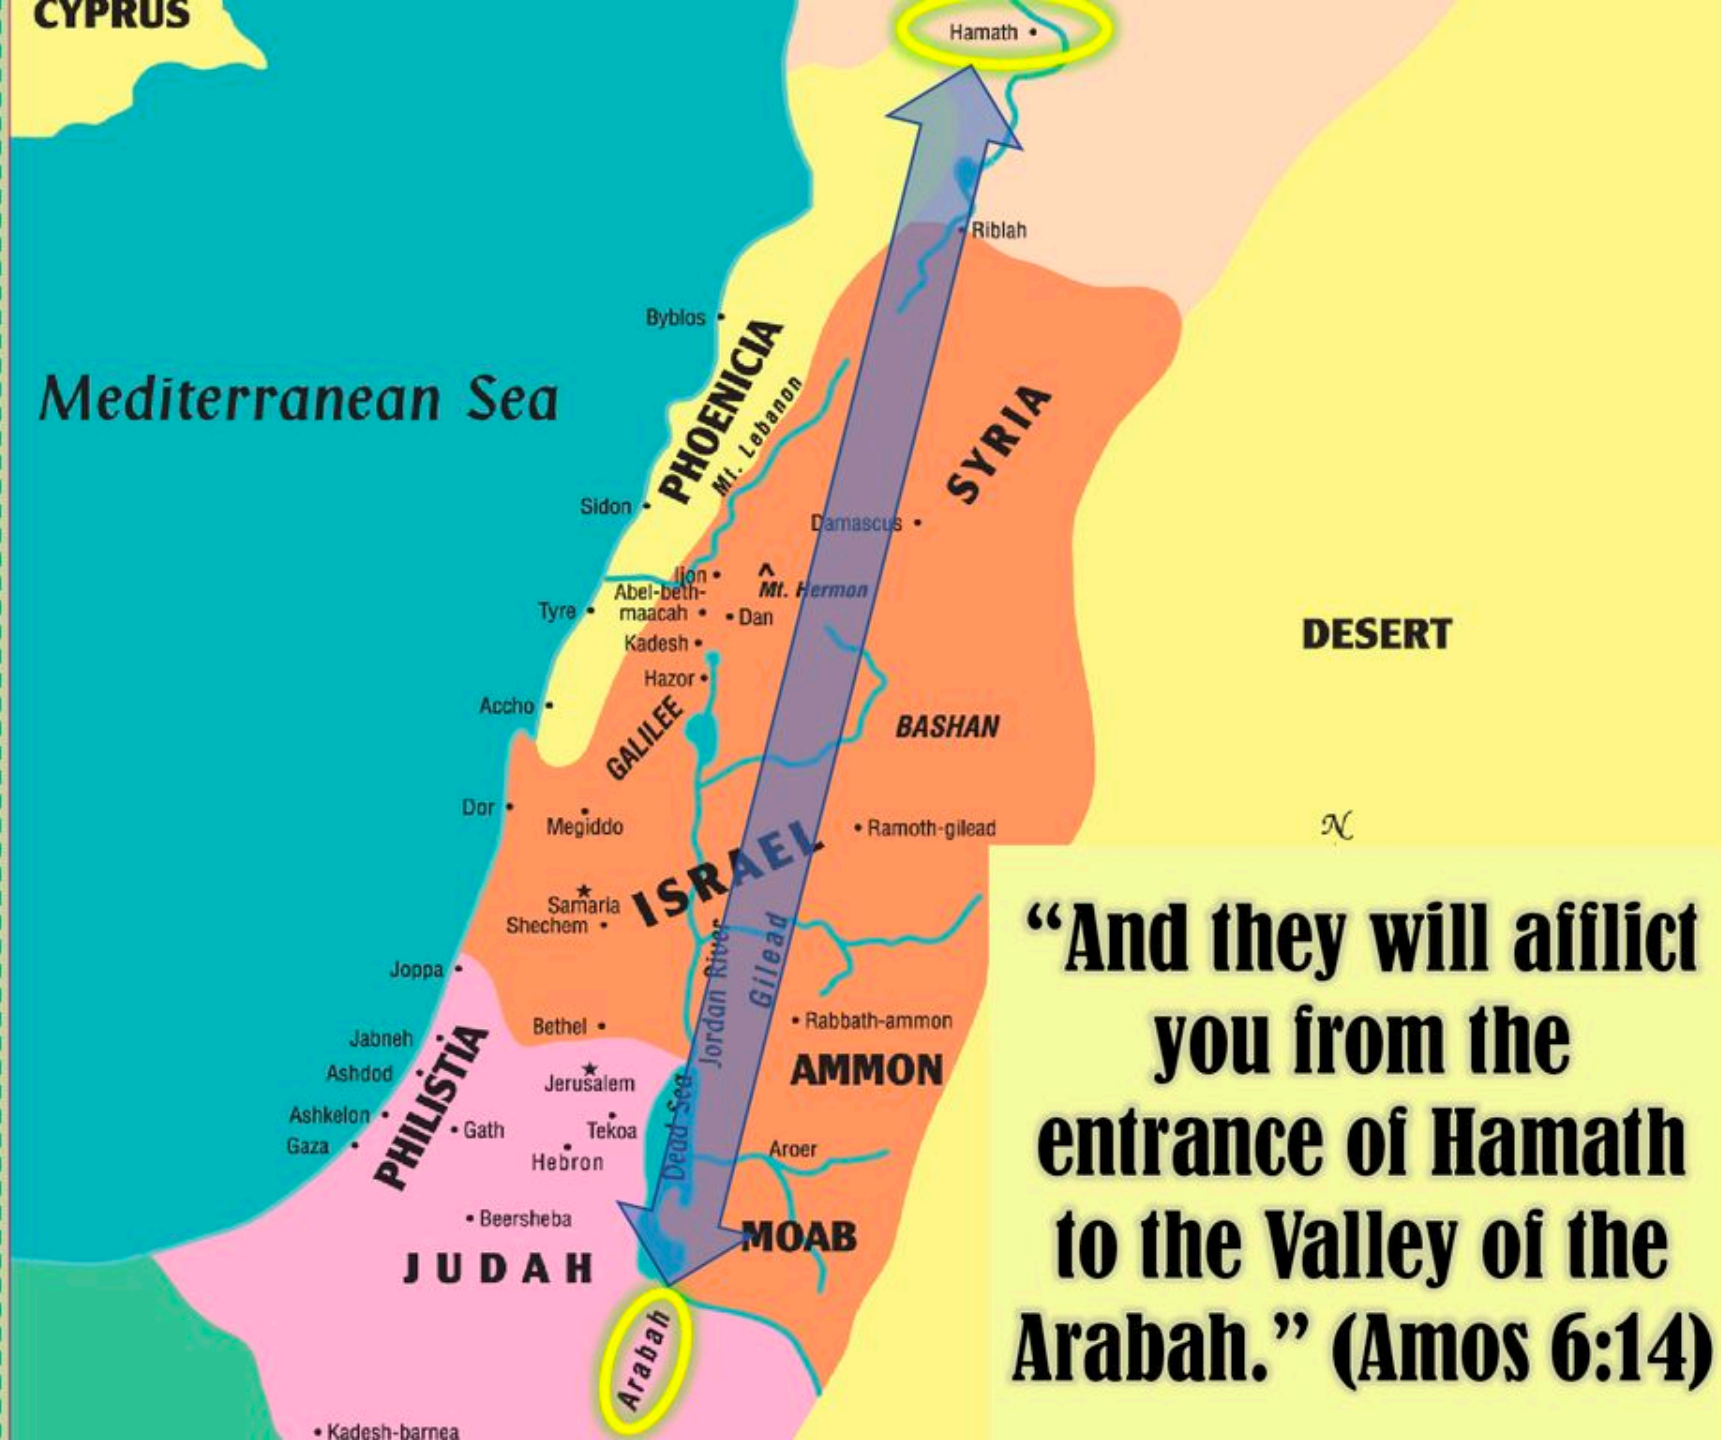 CYPRUS
Hamath
Riblah
Byblos
PHOENICIA
Mt. Lebanon
Mediterranean Sea
SYRIA
Sidon
Damascus
Ijon
Mt. Hermon
Abel-beth-
maacah
Tyre
Dan
Kadesh
DESERT
Hazor
Accho
GALILEE
BASHAN
Dor
Megiddo
Ramoth-gilead
N
ISRAEL
Samaria
Shechem
Jordan River
Gilead
Joppa
Bethel
Rabbath-ammon
Jabneh
AMMON
Ashdod
Jerusalem
PHILISTIA
Ashkelon
Gath
Tekoa
Dead Sea
Gaza
Hebron
Aroer
Beersheba
MOAB
JUDAH
Arabah
Kadesh-barnea
“And they will afflict
you from the
entrance of Hamath
to the Valley of the
Arabah.” (Amos 6:14)